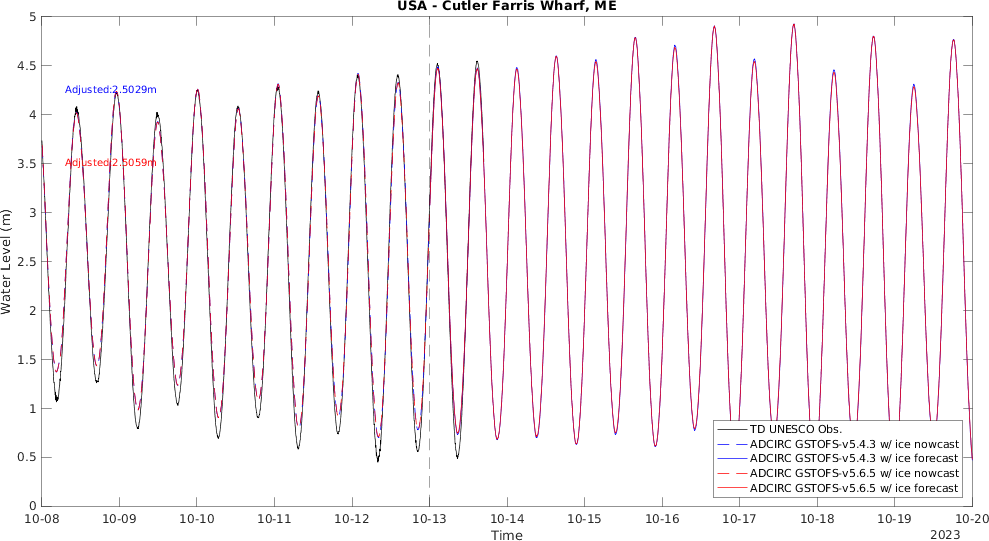 USA - Cutler Farris Wharf, ME
5
4.5
4
3.5
3
2
1.5
1
0.5
0
Water Level (m)
Adjusted:2.5029m
Adjusted:2.5059m
TD UNESCO Obs.
ADCIRC GSTOFS-v5.4.3 w/ ice nowcast
ADCIRC GSTOFS-v5.4.3 w/ ice forecast
ADCIRC GSTOFS-v5.6.5 w/ ice nowcast
ADCIRC GSTOFS-v5.6.5 w/ ice forecast
10-08 10-09 10-10 10-11 10-12 10-13 10-14 10-15 10-16 10-17 10-18 10-19 10-20
Time
2023